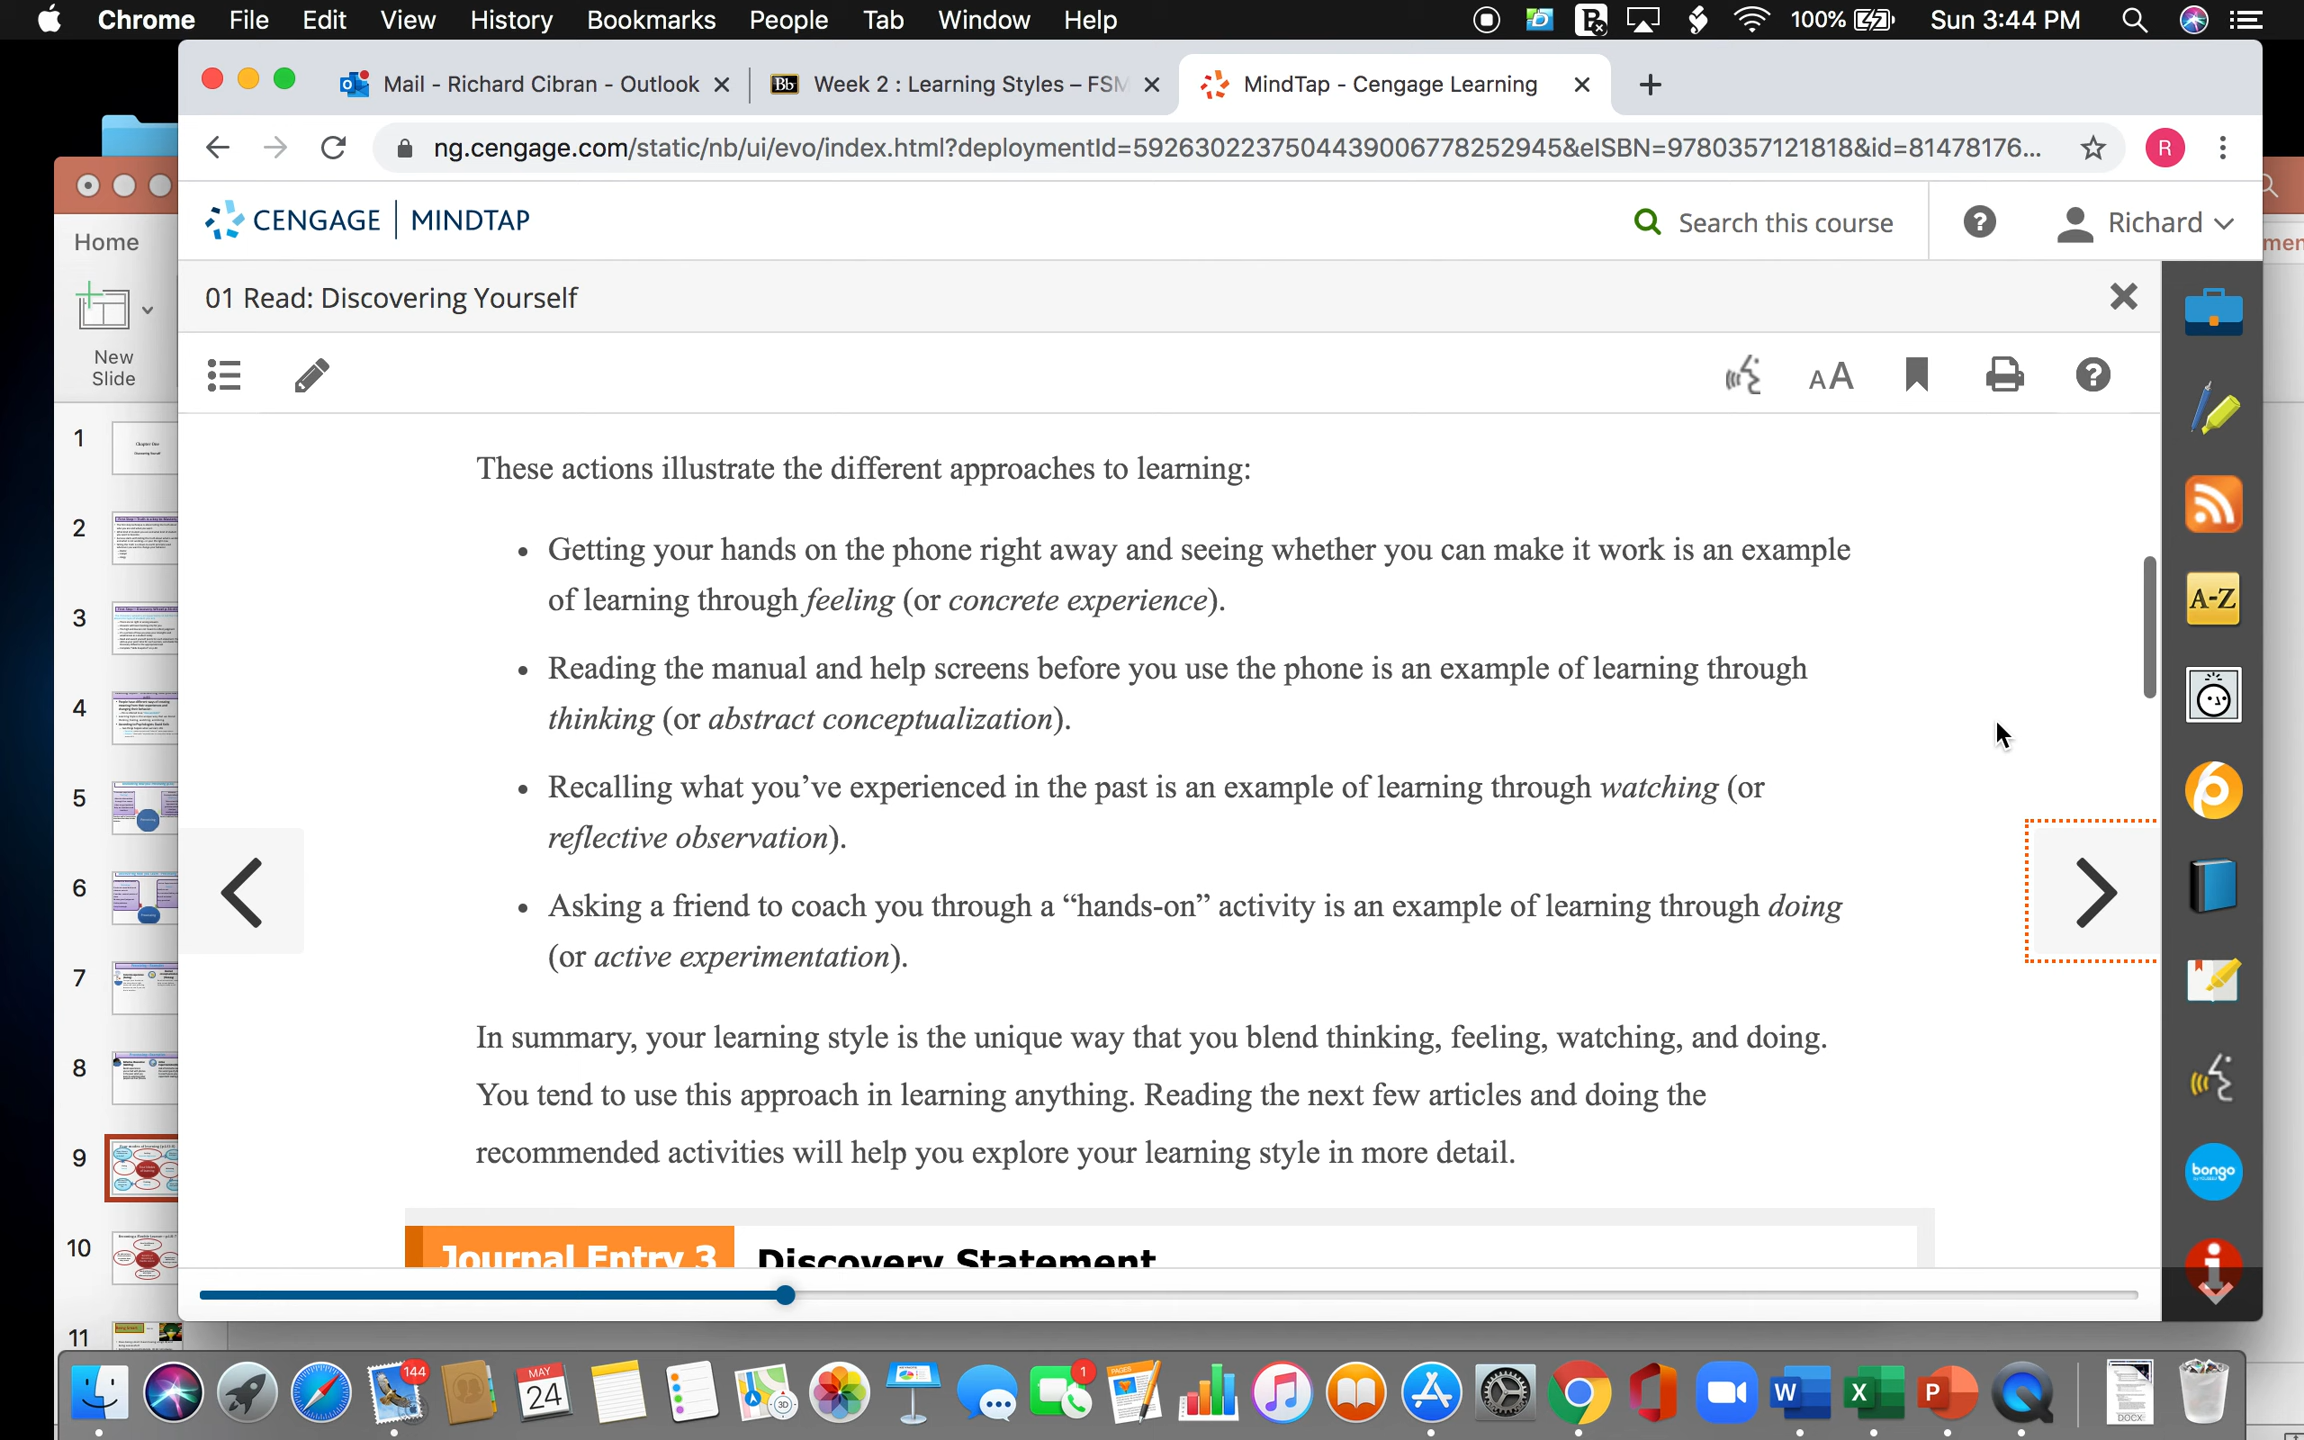 Chrome File Edit View History Bookmarks People Tab Window Help 100% Sun 3:44 PM
Mail - Richard Cibran - Outlook
Bb Week 2 : Learning Styles – FSM
MindTap - Cengage Learning
ng.cengage.com/static/nb/ui/evo/index.html?deploymentId=5926302237504439006778252945&eISBN=9780357121818&id=81478176...
R
CENGAGE MINDTAP
Search this course
Richard
Home
New
Slide
01 Read: Discovering Yourself
AA
These actions illustrate the different approaches to learning:
• Getting your hands on the phone right away and seeing whether you can make it work is an example
of learning through feeling (or concrete experience).
• Reading the manual and help screens before you use the phone is an example of learning through
thinking (or abstract conceptualization).
• Recalling what you’ve experienced in the past is an example of learning through watching (or
reflective observation).
• Asking a friend to coach you through a “hands-on” activity is an example of learning through doing
(or active experimentation).
In summary, your learning style is the unique way that you blend thinking, feeling, watching, and doing.
You tend to use this approach in learning anything. Reading the next few articles and doing the
recommended activities will help you explore your learning style in more detail.
Journal Entry 3 Discovery Statement
1
2
3
4
5
6
7
8
9
10
11
A-Z
bongo
144
MAY
24
3D
1
PAGES
W
X
P
DOCX